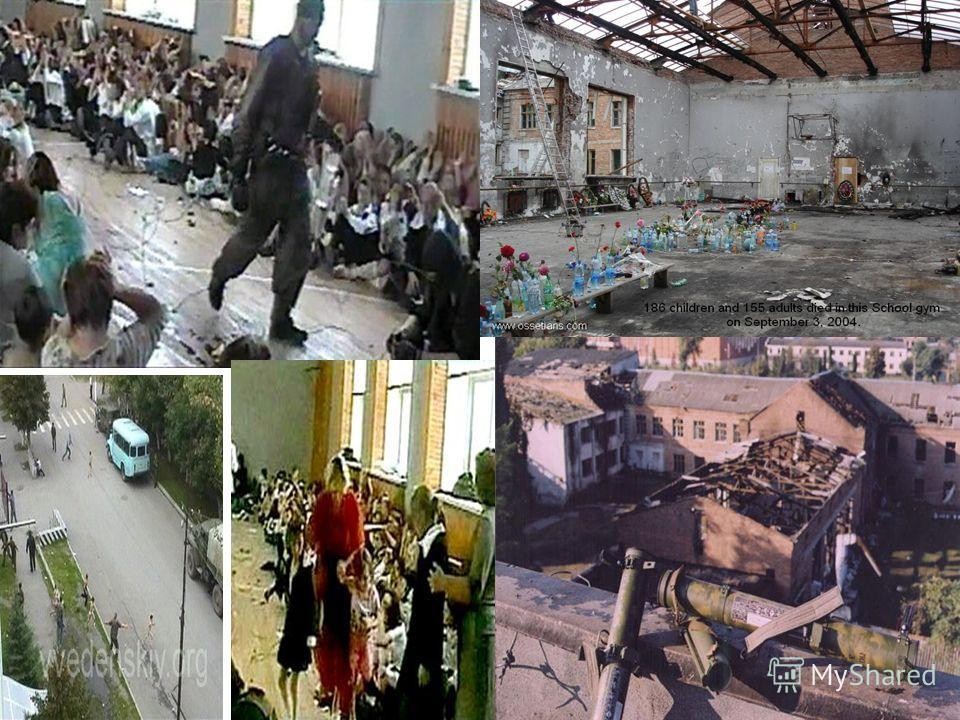 186 children and 155 adults died in this School gym
on September 3, 2004.
www.ossetians.com
vvedenskiy.org
MyShared